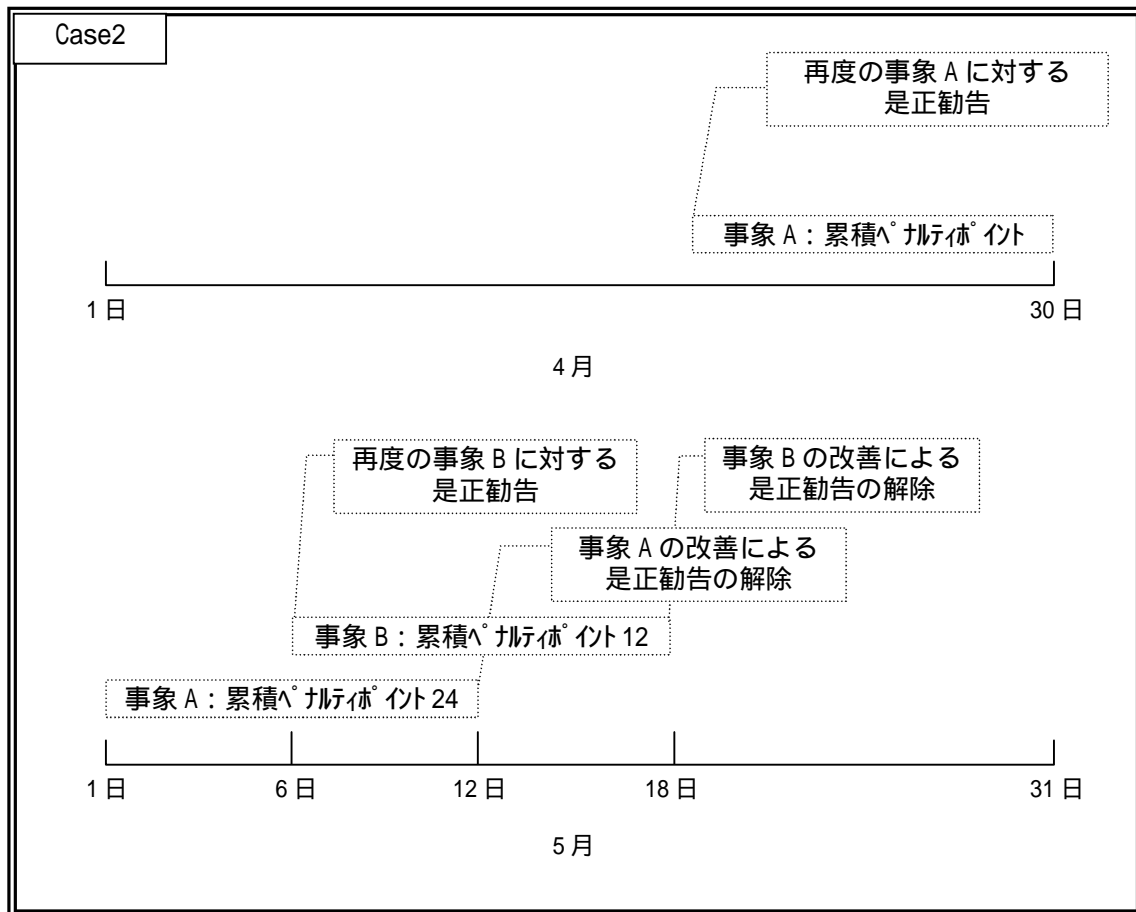 Case2
再度の事象 A に対する
是正勧告
事象 A：累積ﾍﾟﾅﾙﾃｨﾎﾟｲﾝﾄ
1 日
30 日
4 月
再度の事象 B に対する
是正勧告
事象 B の改善による
是正勧告の解除
事象 A の改善による
是正勧告の解除
事象 B：累積ﾍﾟﾅﾙﾃｨﾎﾟｲﾝﾄ 12
事象 A：累積ﾍﾟﾅﾙﾃｨﾎﾟｲﾝﾄ 24
1 日
6 日
12 日
18 日
31 日
5 月